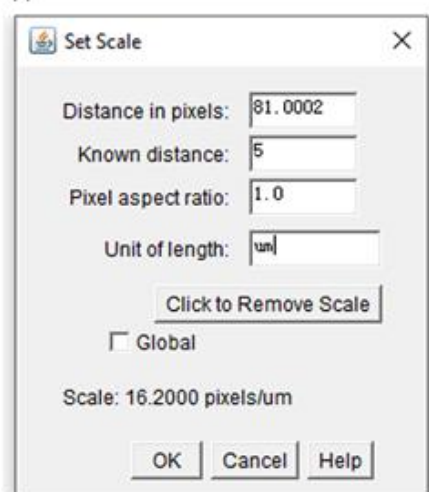 Set Scale
Distance in pixels: 81.0002
Known distance: 5
Pixel aspect ratio: 1.0
Unit of length: um
Click to Remove Scale
Global
Scale: 16.2000 pixels/um
OK Cancel Help